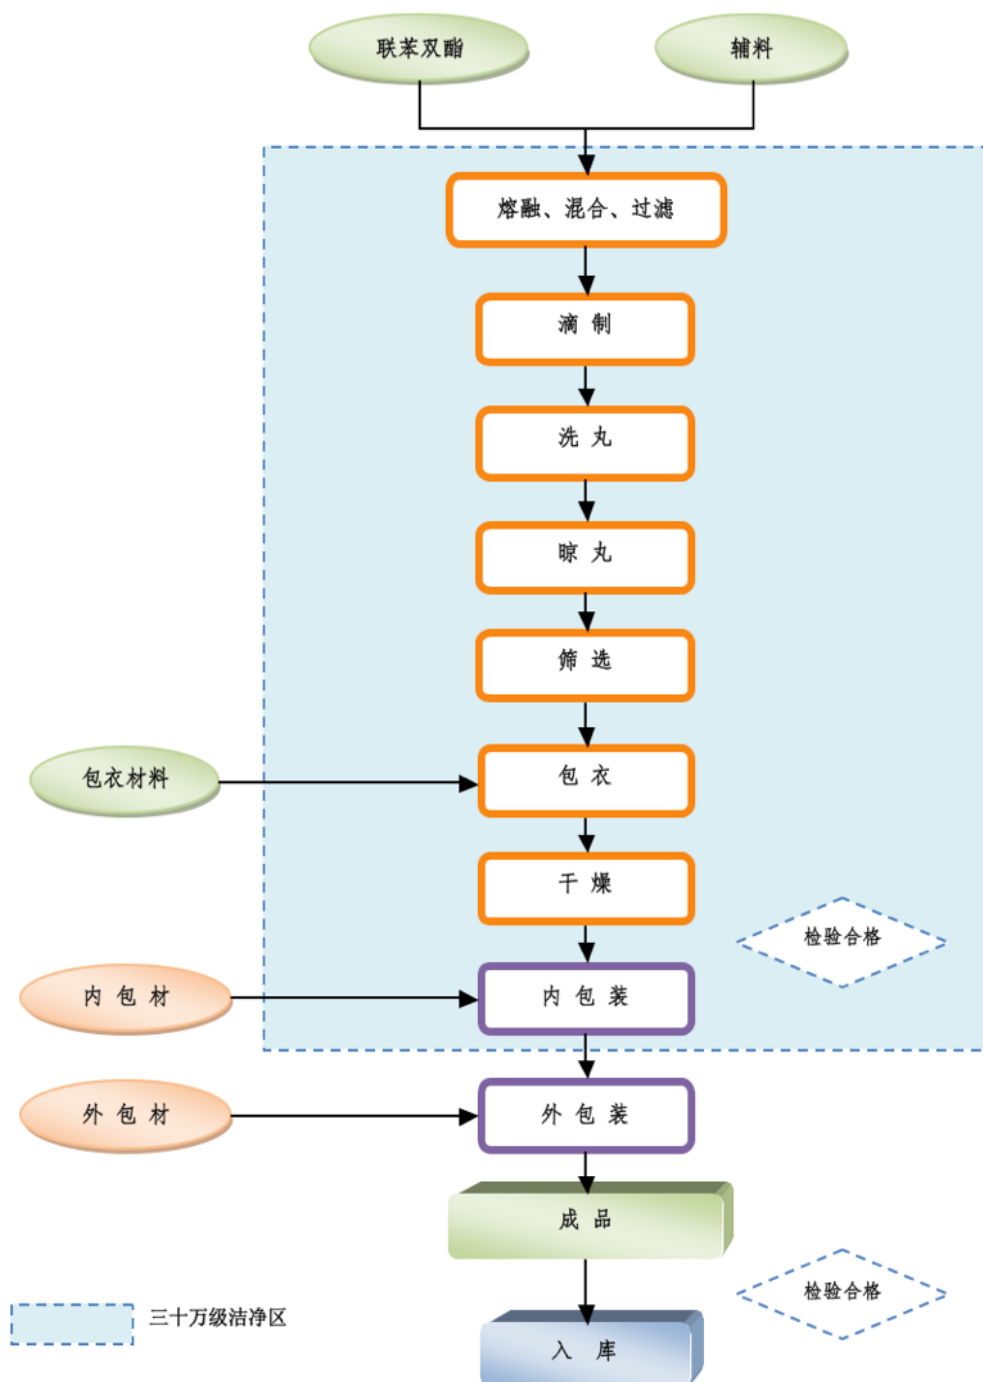 联苯双酯
辅料
熔融、混合、过滤
滴 制
洗 丸
晾 丸
筛 选
包衣材料
包 衣
干 燥
检验合格
内 包 材
内 包 装
外 包 材
外 包 装
成 品
检验合格
三十万级洁净区
入 库